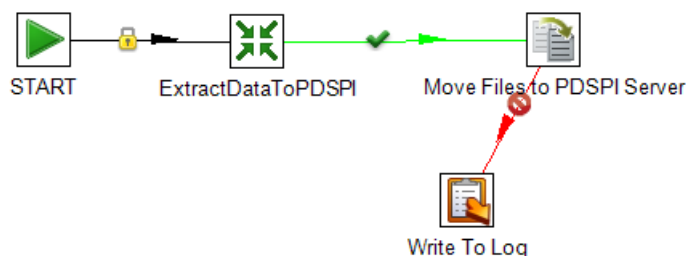 START
ExtractDataToPDSPI
Move Files to PDSPI Server
Write To Log